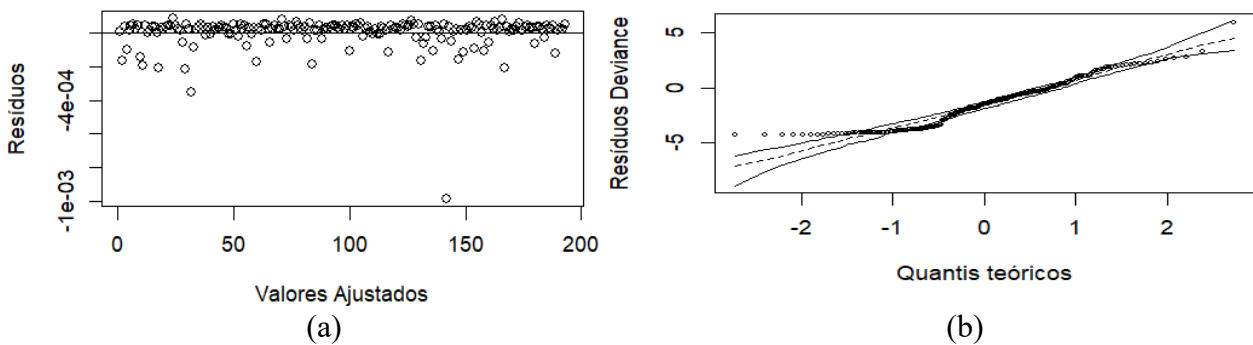 Resíduos
-4e-04
-1e-03
0
50
100
150
200
Valores Ajustados
(a)
Resíduos Deviance
5
0
-5
-2
-1
0
1
2
Quantis teóricos
(b)